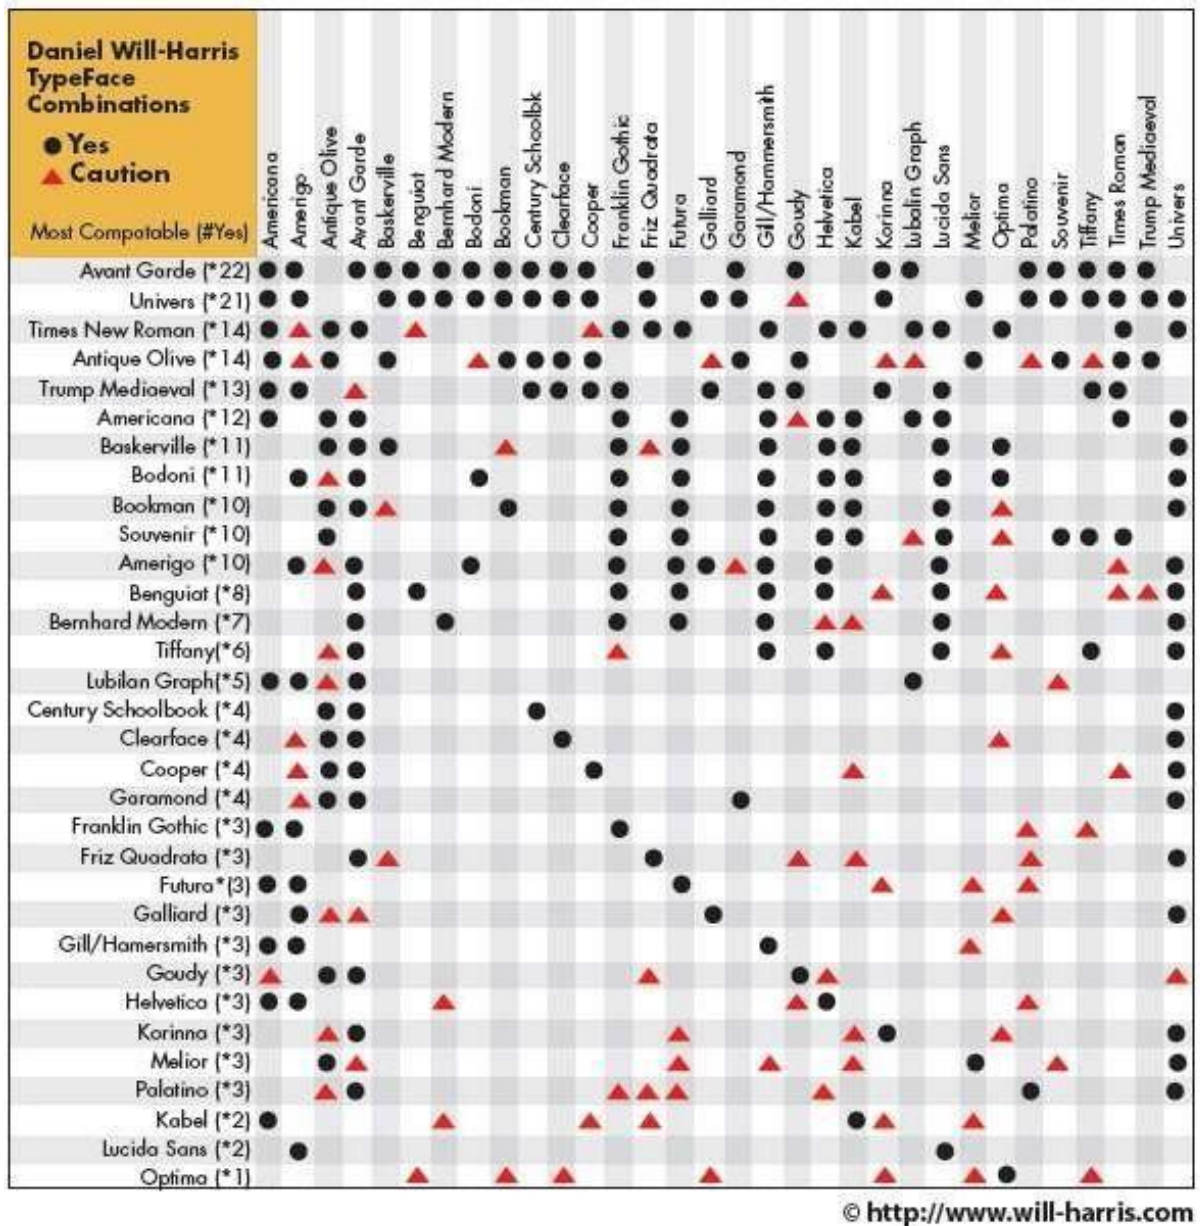 Daniel Will-Harris
TypeFace
Combinations
Yes
Caution
Most Compatable (#Yes)
Americana
Amerigo
Antique Olive
Avant Garde
Baskerville
Benguiat
Bernhard Modern
Bodoni
Bookman
Century Schoolbk
Clearface
Cooper
Franklin Gothic
Friz Quadrata
Futura
Galliard
Garamond
Gill/Hammersmith
Goudy
Helvetica
Kabel
Korinna
Lubalin Graph
Lucida Sans
Melior
Optima
Palatino
Souvenir
Tiffany
Times Roman
Trump Mediaeval
Univers
Avant Garde (*22)
Univers (*21)
Times New Roman (*14)
Antique Olive (*14)
Trump Mediaeval (*13)
Americana (*12)
Baskerville (*11)
Bodoni (*11)
Bookman (*10)
Souvenir (*10)
Amerigo (*10)
Benguiat (*8)
Bernhard Modern (*7)
Tiffany(*6)
Lubilan Graph(*5)
Century Schoolbook (*4)
Clearface (*4)
Cooper (*4)
Garamond (*4)
Franklin Gothic (*3)
Friz Quadrata (*3)
Futura*(3)
Galliard (*3)
Gill/Hamersmith (*3)
Goudy (*3)
Helvetica (*3)
Korinna (*3)
Melior (*3)
Palatino (*3)
Kabel (*2)
Lucida Sans (*2)
Optima (*1)
© http://www.will-harris.com